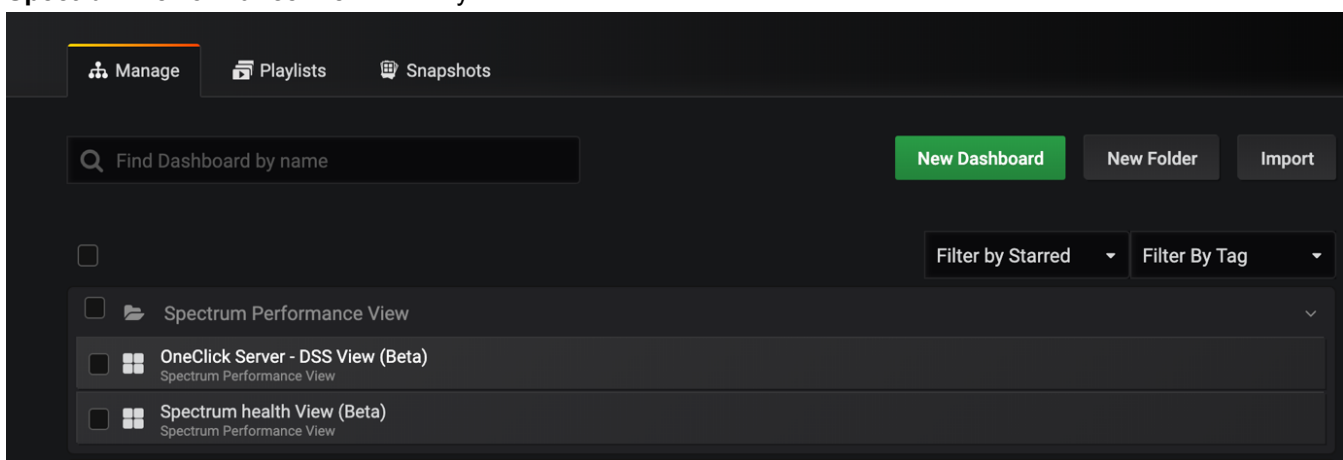 Manage Playlists Snapshots
Find Dashboard by name
New Dashboard New Folder Import
Filter by Starred Filter By Tag
Spectrum Performance View
OneClick Server - DSS View (Beta)
Spectrum Performance View
Spectrum health View (Beta)
Spectrum Performance View